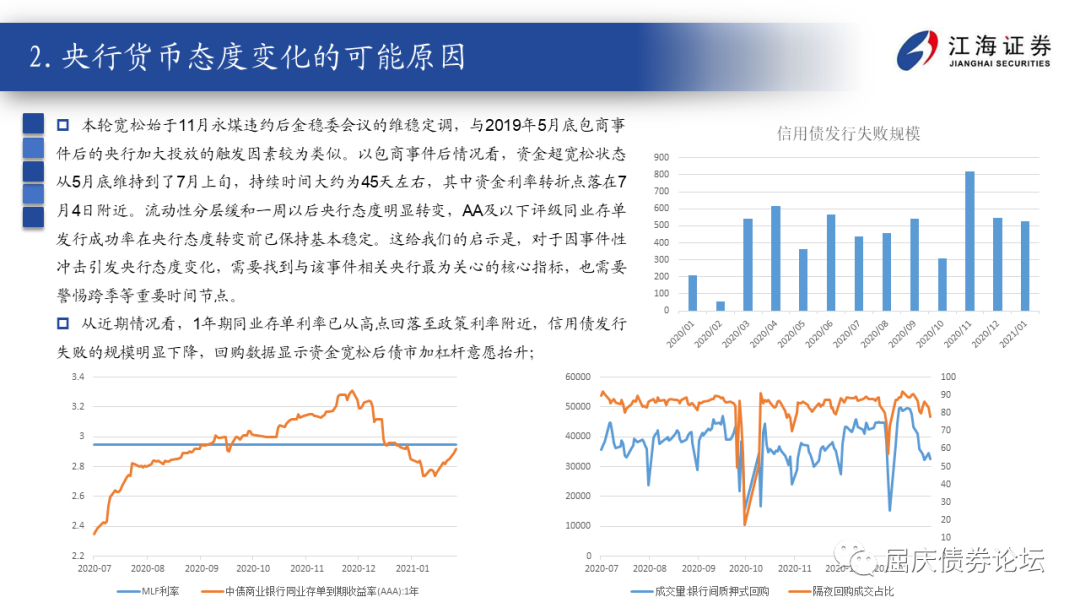 2.央行货币态度变化的可能原因
江海证券
JIANGHAI SECURITIES
本轮宽松始于11月永煤违约后金稳委会议的维稳定调，与2019年5月底包商事
件后的央行加大投放的触发因素较为类似。以包商事件后情况看，资金超宽松状态
从5月底维持到了7月上旬，持续时间大约为45天左右，其中资金利率转折点落在7
月4日附近。流动性分层缓和一周以后央行态度明显转变，AA及以下评级同业存单
发行成功率在央行态度转变前已保持基本稳定。这给我们的启示是，对于因事件性
冲击引发央行态度变化，需要找到与该事件相关央行最为关心的核心指标，也需要
警惕跨季等重要时间节点。
从近期情况看，1年期同业存单利率已从高点回落至政策利率附近，信用债发行
失败的规模明显下降，回购数据显示资金宽松后债市加杠杆意愿抬升；
信用债发行失败规模
900
800
700
600
500
400
300
200
100
0
2020/01 2020/02 2020/03 2020/04 2020/05 2020/06 2020/07 2020/08 2020/09 2020/10 2020/11 2020/12 2021/01
3.4
3.2
3
2.8
2.6
2.4
2.2
2020-07 2020-08 2020-09 2020-10 2020-11 2020-12 2021-01
MLF利率 中债商业银行同业存单到期收益率(AAA):1年
60000
50000
40000
30000
20000
10000
0
100
90
80
70
60
50
40
30
20
10
2020-07 2020-08 2020-09 2020-10 2020-11
成交量:银行间质押式回购 隔夜回购成交占比
屈庆债券论坛